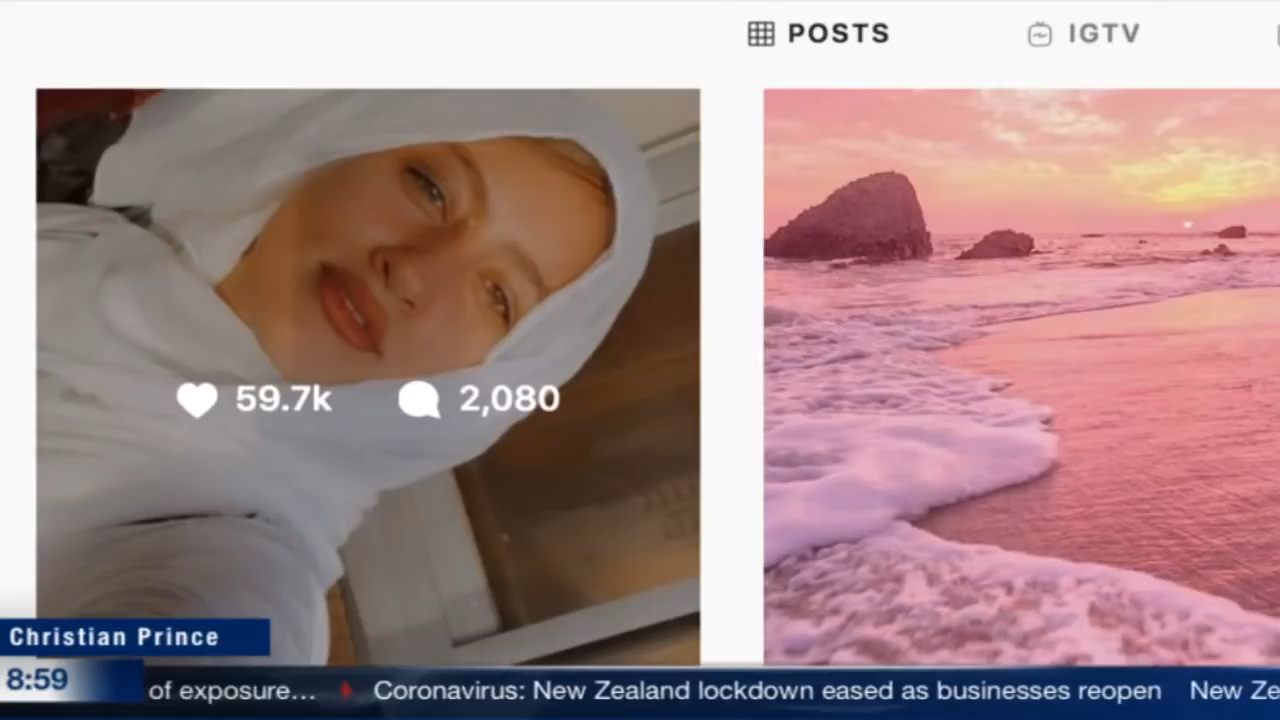 POSTS
IGTV
59.7k
2,080
Christian Prince
8:59
of exposure...
Coronavirus: New Zealand lockdown eased as businesses reopen
New Ze